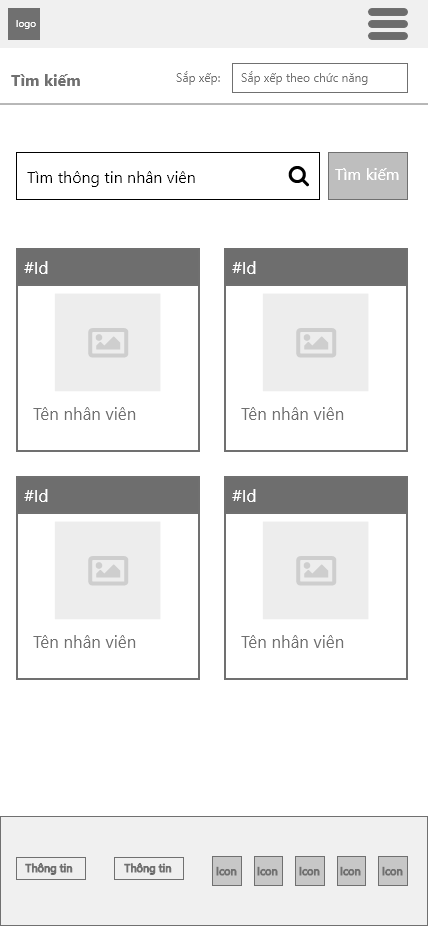 logo
Tìm kiếm
Sắp xếp:
Sắp xếp theo chức năng
Tìm thông tin nhân viên
Tìm kiếm
#Id
#Id
Tên nhân viên
Tên nhân viên
#Id
#Id
Tên nhân viên
Tên nhân viên
Thông tin
Thông tin
Icon
Icon
Icon
Icon
Icon